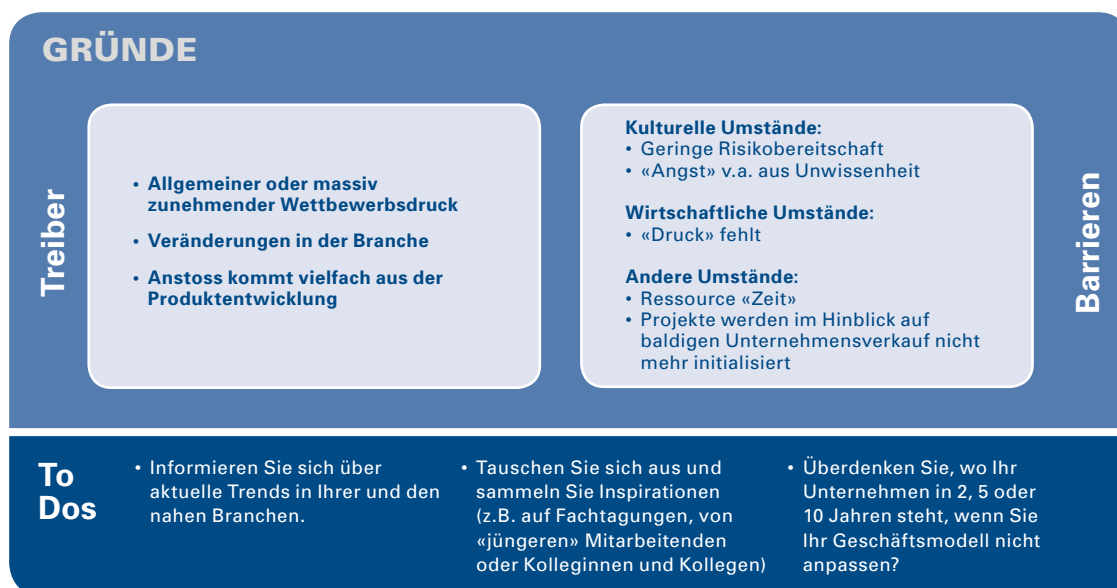 GRÜNDE
Treiber
• Allgemeiner oder massiv
zunehmender Wettbewerbsdruck
• Veränderungen in der Branche
• Anstoss kommt vielfach aus der
Produktentwicklung
Kulturelle Umstände:
• Geringe Risikobereitschaft
• «Angst» v.a. aus Unwissenheit
Wirtschaftliche Umstände:
• «Druck» fehlt
Andere Umstände:
• Ressource «Zeit»
• Projekte werden im Hinblick auf
baldigen Unternehmensverkauf nicht
mehr initialisiert
Barrieren
To
Dos
• Informieren Sie sich über
aktuelle Trends in Ihrer und den
nahen Branchen.
• Tauschen Sie sich aus und
sammeln Sie Inspirationen
(z.B. auf Fachtagungen, von
«jüngeren» Mitarbeitenden
oder Kolleginnen und Kollegen)
• Überdenken Sie, wo Ihr
Unternehmen in 2, 5 oder
10 Jahren steht, wenn Sie
Ihr Geschäftsmodell nicht
anpassen?